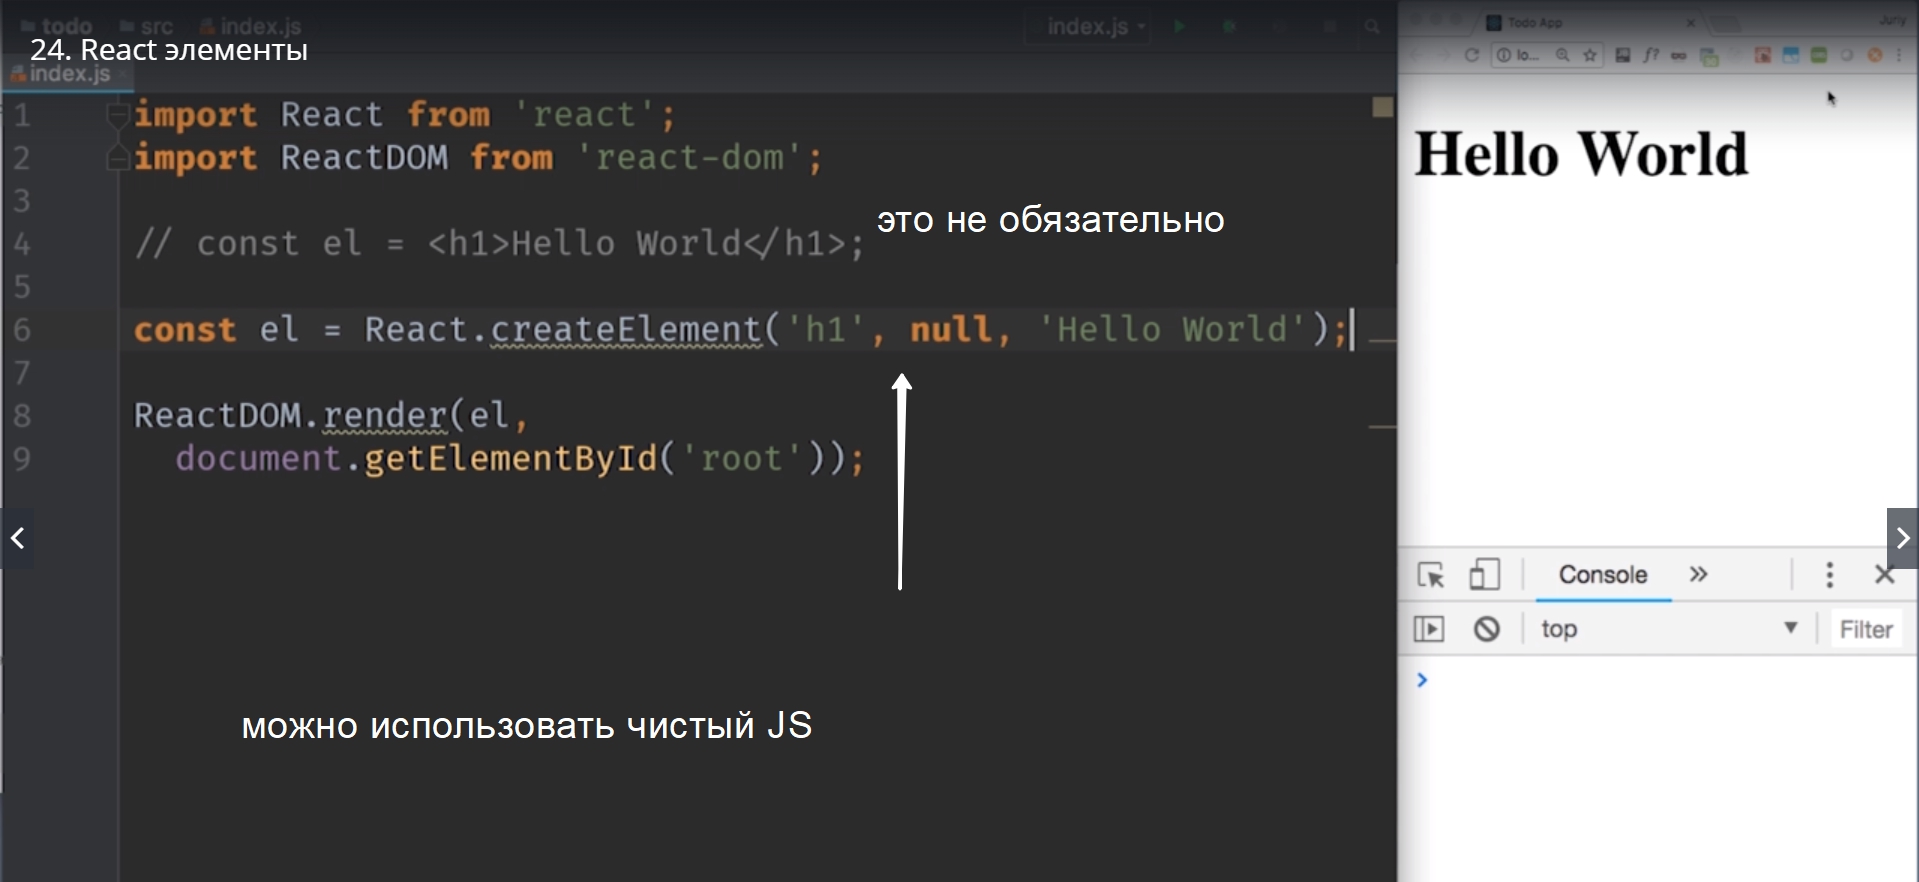 todo src index.js index.js
24. React элементы
index.js
1 import React from 'react';
2 import ReactDOM from 'react-dom';
3
это не обязательно
4 // const el = <h1>Hello World</h1>;
5
6 const el = React.createElement('h1', null, 'Hello World');
7
8 ReactDOM.render(el,
9 document.getElementById('root'));
можно использовать чистый JS
Todo App
lo... f?
Hello World
Console
top Filter